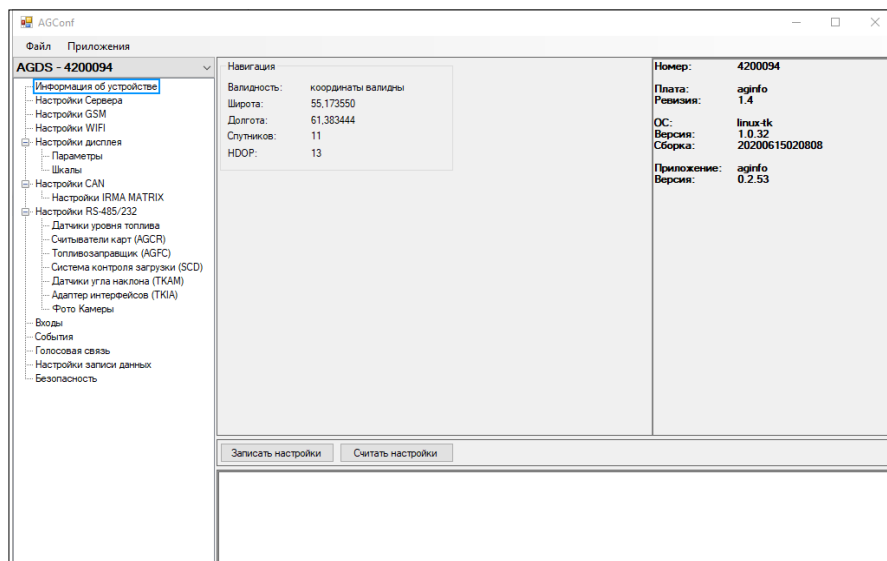 AGConf
Файл Приложения
AGDS - 4200094
Информация об устройстве
Настройки Сервера
Настройки GSM
Настройки WIFI
Настройки дисплея
Параметры
Шкалы
Настройки CAN
Настройки IRMA MATRIX
Настройки RS-485/232
Датчики уровня топлива
Считыватели карт (AGCR)
Топливозаправщик (AGFC)
Система контроля загрузки (SCD)
Датчики угла наклона (TKAM)
Адаптер интерфейсов (TKIA)
Фото Камеры
Входы
События
Голосовая связь
Настройки записи данных
Безопасность
Навигация
Валидность: координаты валидны
Широта: 55,173550
Долгота: 61,383444
Спутников: 11
HDOP: 13
Номер: 4200094
Плата: aginfo
Ревизия: 1.4
ОС: linux-tk
Версия: 1.0.32
Сборка: 20200615020808
Приложение: aginfo
Версия: 0.2.53
Записать настройки Считать настройки